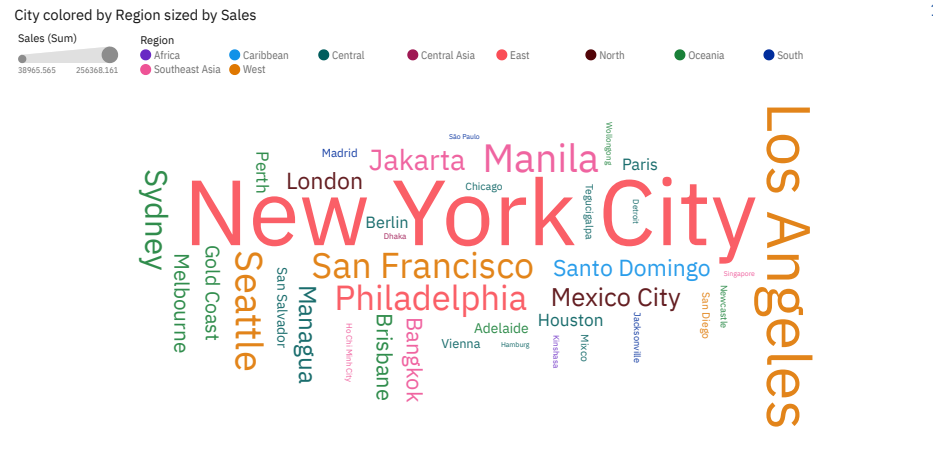 City colored by Region sized by Sales
Sales (Sum)
38965.565 256368.161
Region
Africa Caribbean Central Central Asia East North Oceania South
Southeast Asia West
São Paulo
Wollongong
Los Angeles
Madrid
Jakarta
Manila
Paris
Perth
London
Chicago
Sydney
New York City
Tegucigalpa
Detroit
Berlin
Dhaka
Gold Coast
Melbourne
Seattle
San Francisco
Santo Domingo
Singapore
San Salvador
Managua
Philadelphia
Mexico City
San Diego
Newcastle
Ho Chi Minh City
Brisbane
Bangkok
Adelaide
Houston
Jacksonville
Vienna
Hamburg
Kinshasa
Mixco